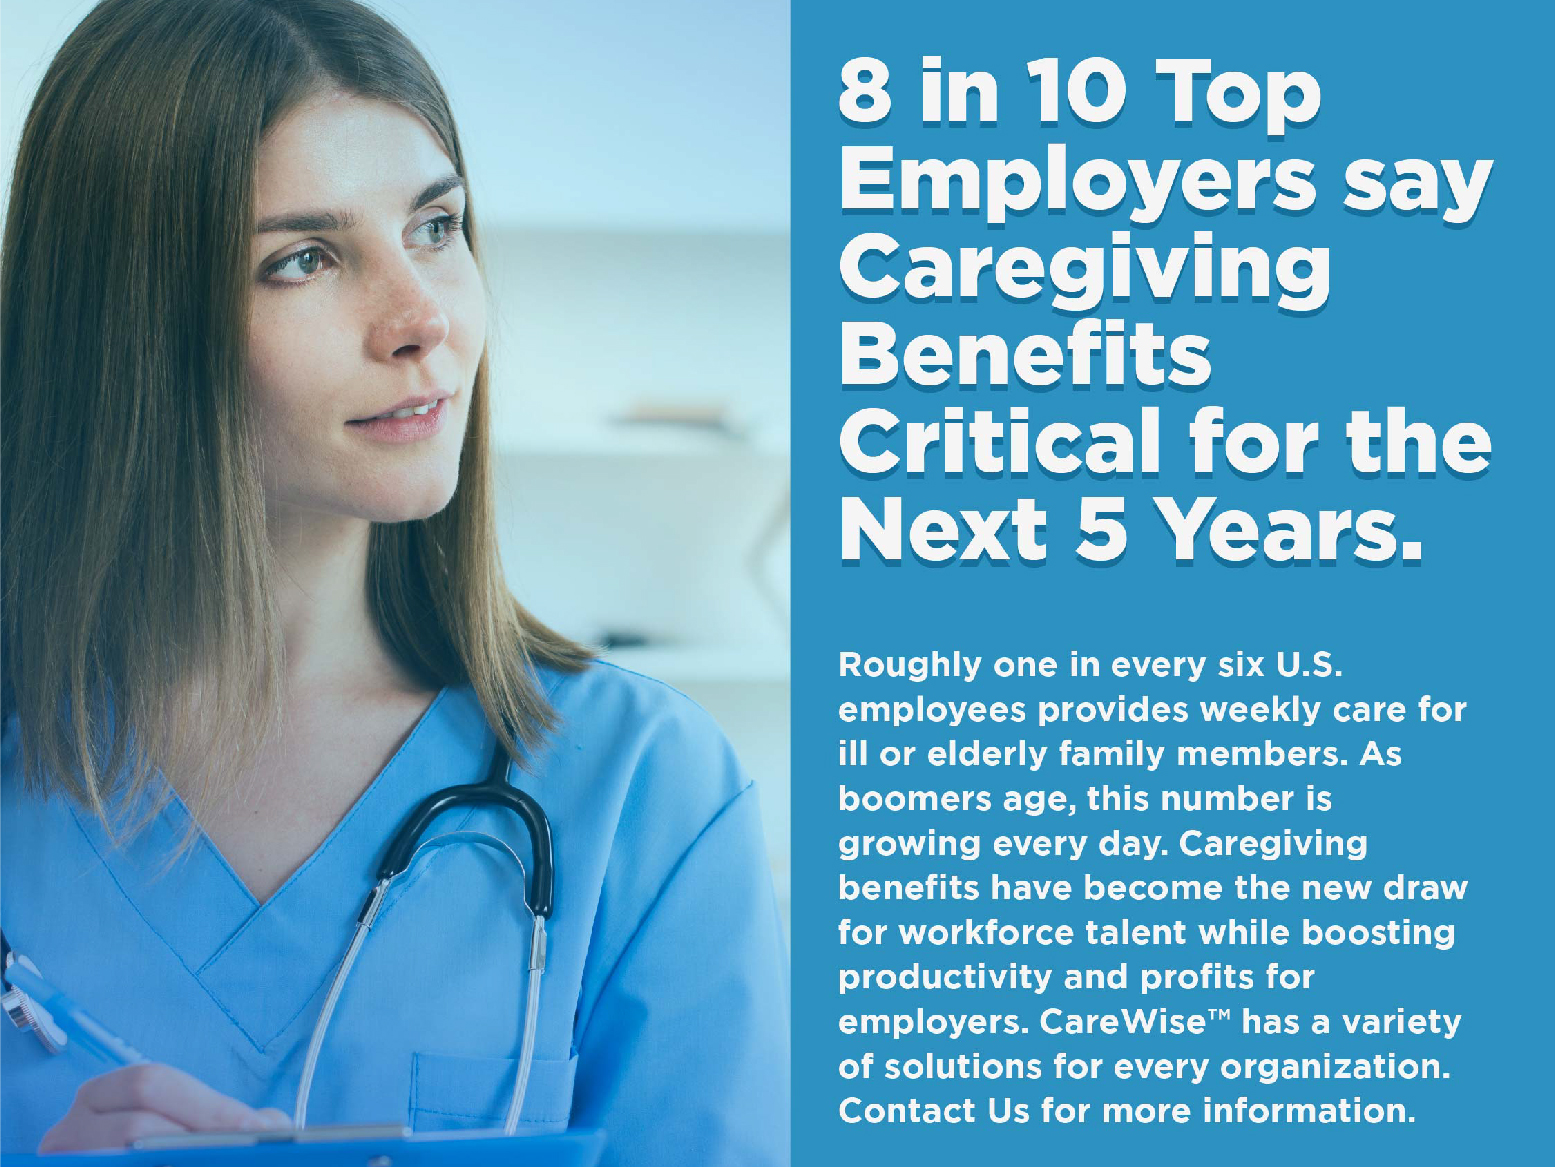 8 in 10 Top
Employers say
Caregiving
Benefits
Critical for the
Next 5 Years.
Roughly one in every six U.S.
employees provides weekly care for
ill or elderly family members. As
boomers age, this number is
growing every day. Caregiving
benefits have become the new draw
for workforce talent while boosting
productivity and profits for
employers. CareWise™ has a variety
of solutions for every organization.
Contact Us for more information.